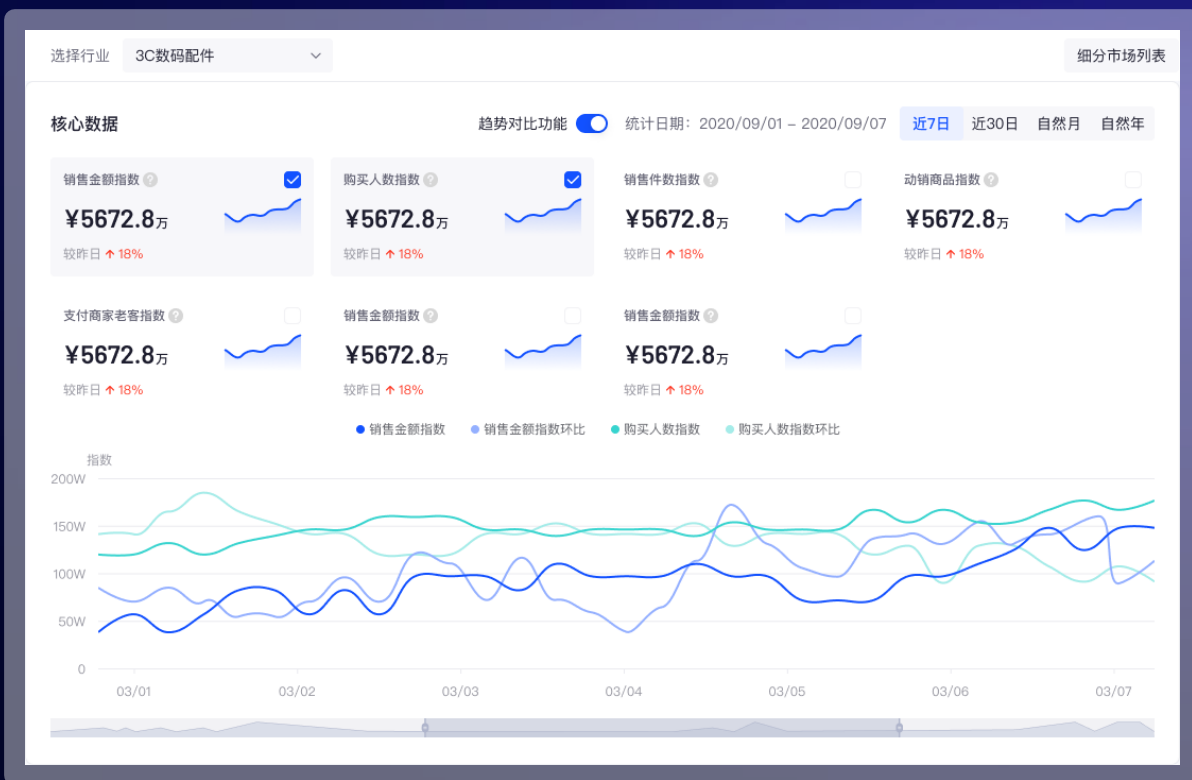 选择行业 3C数码配件 细分市场列表
核心数据 趋势对比功能 统计日期：2020/09/01 – 2020/09/07 近7日 近30日 自然月 自然年
销售金额指数 ? 购买人数指数 ? 销售件数指数 ? 动销商品指数 ?
¥5672.8万 ¥5672.8万 ¥5672.8万 ¥5672.8万
较昨日 ↑ 18% 较昨日 ↑ 18% 较昨日 ↑ 18% 较昨日 ↑ 18%
支付商家老客指数 ? 销售金额指数 ? 销售金额指数 ?
¥5672.8万 ¥5672.8万 ¥5672.8万
较昨日 ↑ 18% 较昨日 ↑ 18% 较昨日 ↑ 18%
销售金额指数 销售金额指数环比 购买人数指数 购买人数指数环比
指数
200W
150W
100W
50W
0
03/01 03/02 03/03 03/04 03/05 03/06 03/07